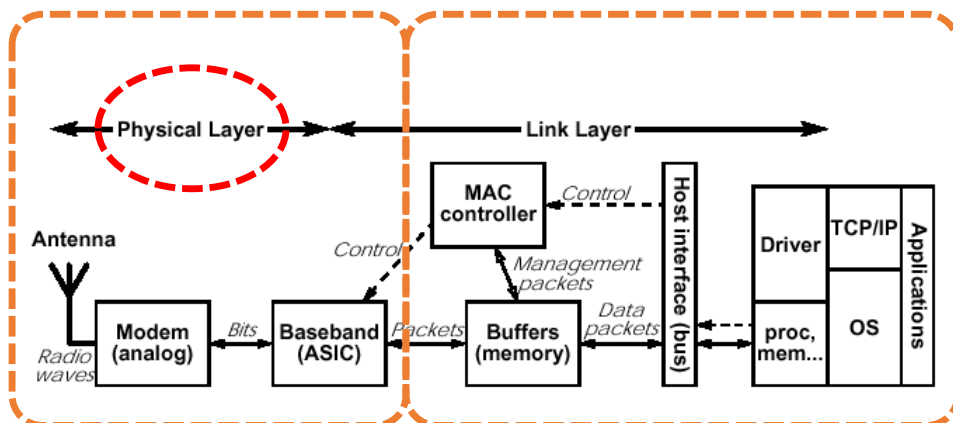 Physical Layer
Link Layer
MAC
controller
Control
Host interface (bus)
Driver
TCP/IP
Applications
Antenna
Control
Management
packets
Modem
(analog)
Bits
Baseband
(ASIC)
Packets
Buffers
(memory)
Data
packets
proc,
mem...
OS
Radio
waves